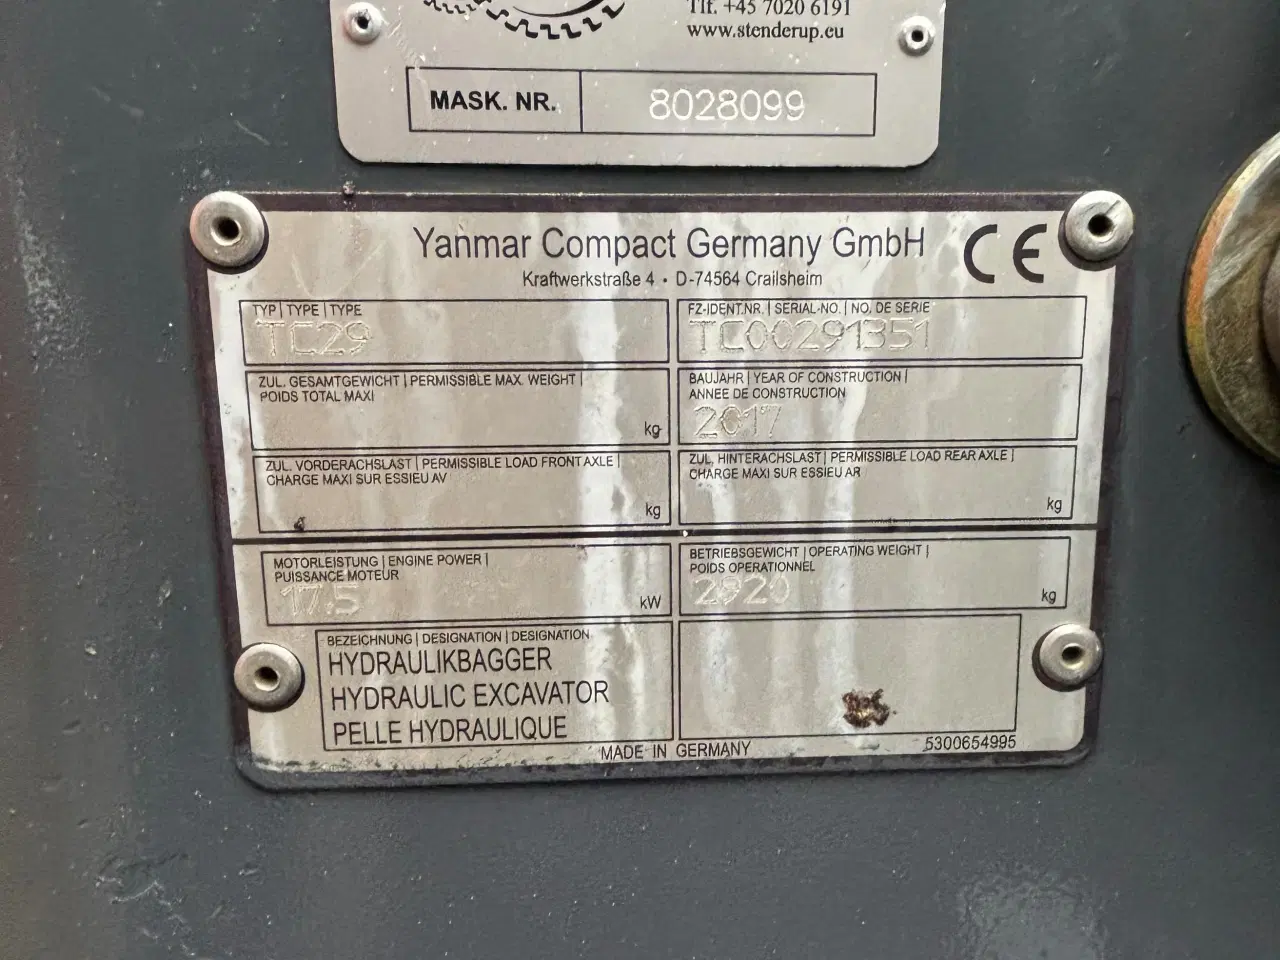 Tlf. +45 7020 6191
www.stenderup.eu
MASK. NR. 8028099
Yanmar Compact Germany GmbH CE
Kraftwerkstraße 4 • D-74564 Crailsheim
TYP | TYPE | TYPE
TC29
FZ-IDENT.NR. | SERIAL-NO. | NO. DE SERIE
TC00291351
ZUL. GESAMTGEWICHT | PERMISSIBLE MAX. WEIGHT |
POIDS TOTAL MAXI
kg
BAUJAHR | YEAR OF CONSTRUCTION |
ANNEE DE CONSTRUCTION
2017
ZUL. VORDERACHSLAST | PERMISSIBLE LOAD FRONT AXLE |
CHARGE MAXI SUR ESSIEU AV
kg
ZUL. HINTERACHSLAST | PERMISSIBLE LOAD REAR AXLE |
CHARGE MAXI SUR ESSIEU AR
kg
MOTORLEISTUNG | ENGINE POWER |
PUISSANCE MOTEUR
17.5 kW
BETRIEBSGEWICHT | OPERATING WEIGHT |
POIDS OPERATIONNEL
2920 kg
BEZEICHNUNG | DESIGNATION | DESIGNATION
HYDRAULIKBAGGER
HYDRAULIC EXCAVATOR
PELLE HYDRAULIQUE
MADE IN GERMANY
5300654995